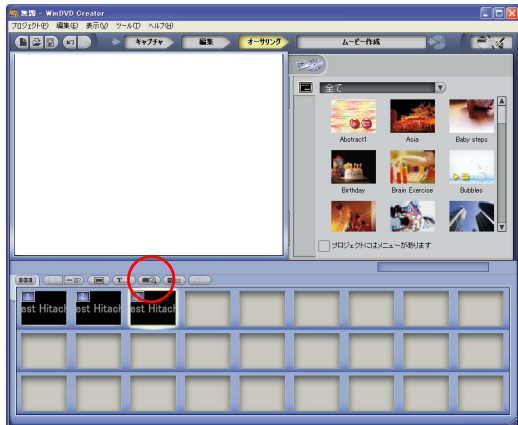 無題 - WinDVD Creator
プロジェクト(P) 編集(E) 表示(V) ツール(T) ヘルプ(H)
キャプチャ 編集 オーサリング ムービー作成
全て
Abstract1 Asia Baby steps
Birthday Brain Exercise Bubbles
プロジェクトにはメニューがあります
T
est Hitach est Hitach est Hitach